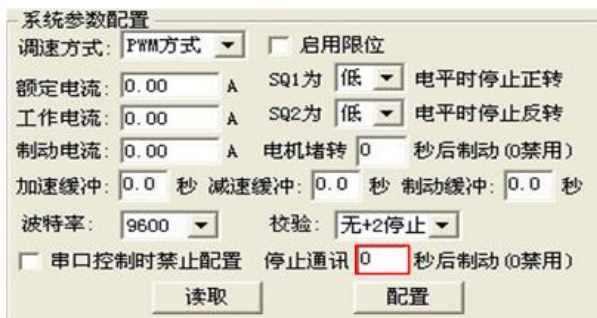 系统参数配置
调速方式: PWM方式 启用限位
额定电流: 0.00 A SQ1为 低 电平时停止正转
工作电流: 0.00 A SQ2为 低 电平时停止反转
制动电流: 0.00 A 电机堵转 0 秒后制动(0禁用)
加速缓冲: 0.0 秒 减速缓冲: 0.0 秒 制动缓冲: 0.0 秒
波特率: 9600 校验: 无+2停止
串口控制时禁止配置 停止通讯 0 秒后制动(0禁用)
读取 配置